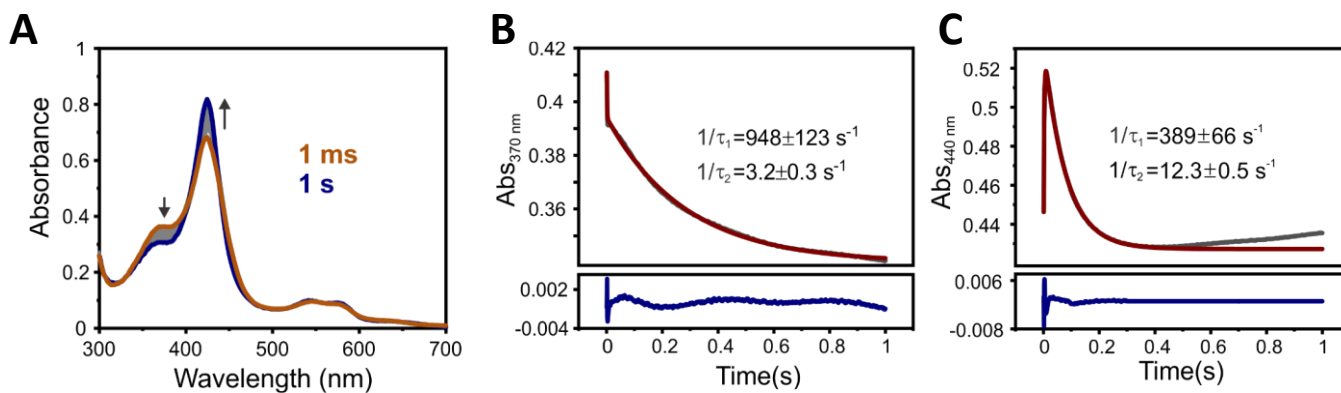 A
Absorbance
1
0.8
0.6
0.4
0.2
0
1 ms
1 s
300 400 500 600 700
Wavelength (nm)
B
Abs370 nm
0.42
0.4
0.38
0.36
1/τ1=948±123 s-1
1/τ2=3.2±0.3 s-1
0.002
-0.004
0 0.2 0.4 0.6 0.8 1
Time(s)
C
Abs440 nm
0.52
0.50
0.48
0.46
0.44
1/τ1=389±66 s-1
1/τ2=12.3±0.5 s-1
0.006
-0.008
0 0.2 0.4 0.6 0.8 1
Time(s)